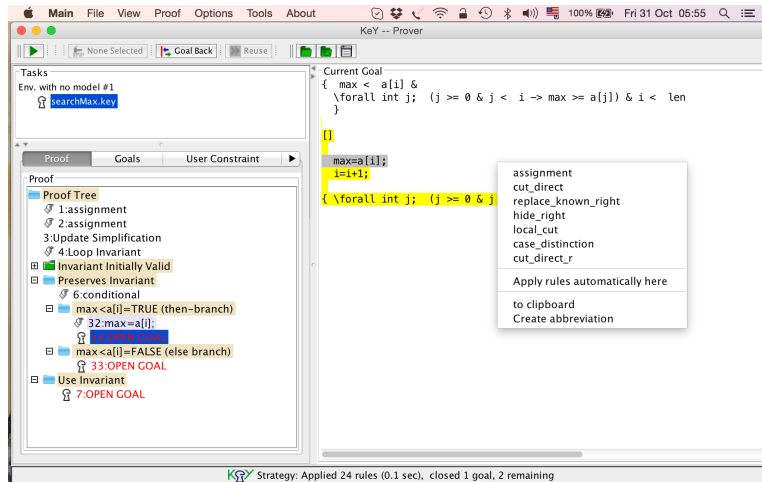 Main File View Proof Options Tools About 100% Fri 31 Oct 05:55
KeY -- Prover
None Selected Goal Back Reuse
Tasks
Env. with no model #1
searchMax.key
Proof Goals User Constraint
Proof
Proof Tree
1:assignment
2:assignment
3:Update Simplification
4:Loop Invariant
Invariant Initially Valid
Preserves Invariant
6:conditional
max<a[i]=TRUE (then-branch)
32:max=a[i];
OPEN GOAL
max<a[i]=FALSE (else branch)
33:OPEN GOAL
Use Invariant
7:OPEN GOAL
Current Goal
{ max < a[i] &
\forall int j; (j >= 0 & j < i -> max >= a[j]) & i < len
}
[]
max=a[i];
i=i+1;
{ \forall int j; (j >= 0 & j
assignment
cut_direct
replace_known_right
hide_right
local_cut
case_distinction
cut_direct_r
Apply rules automatically here
to clipboard
Create abbreviation
KeY Strategy: Applied 24 rules (0.1 sec), closed 1 goal, 2 remaining